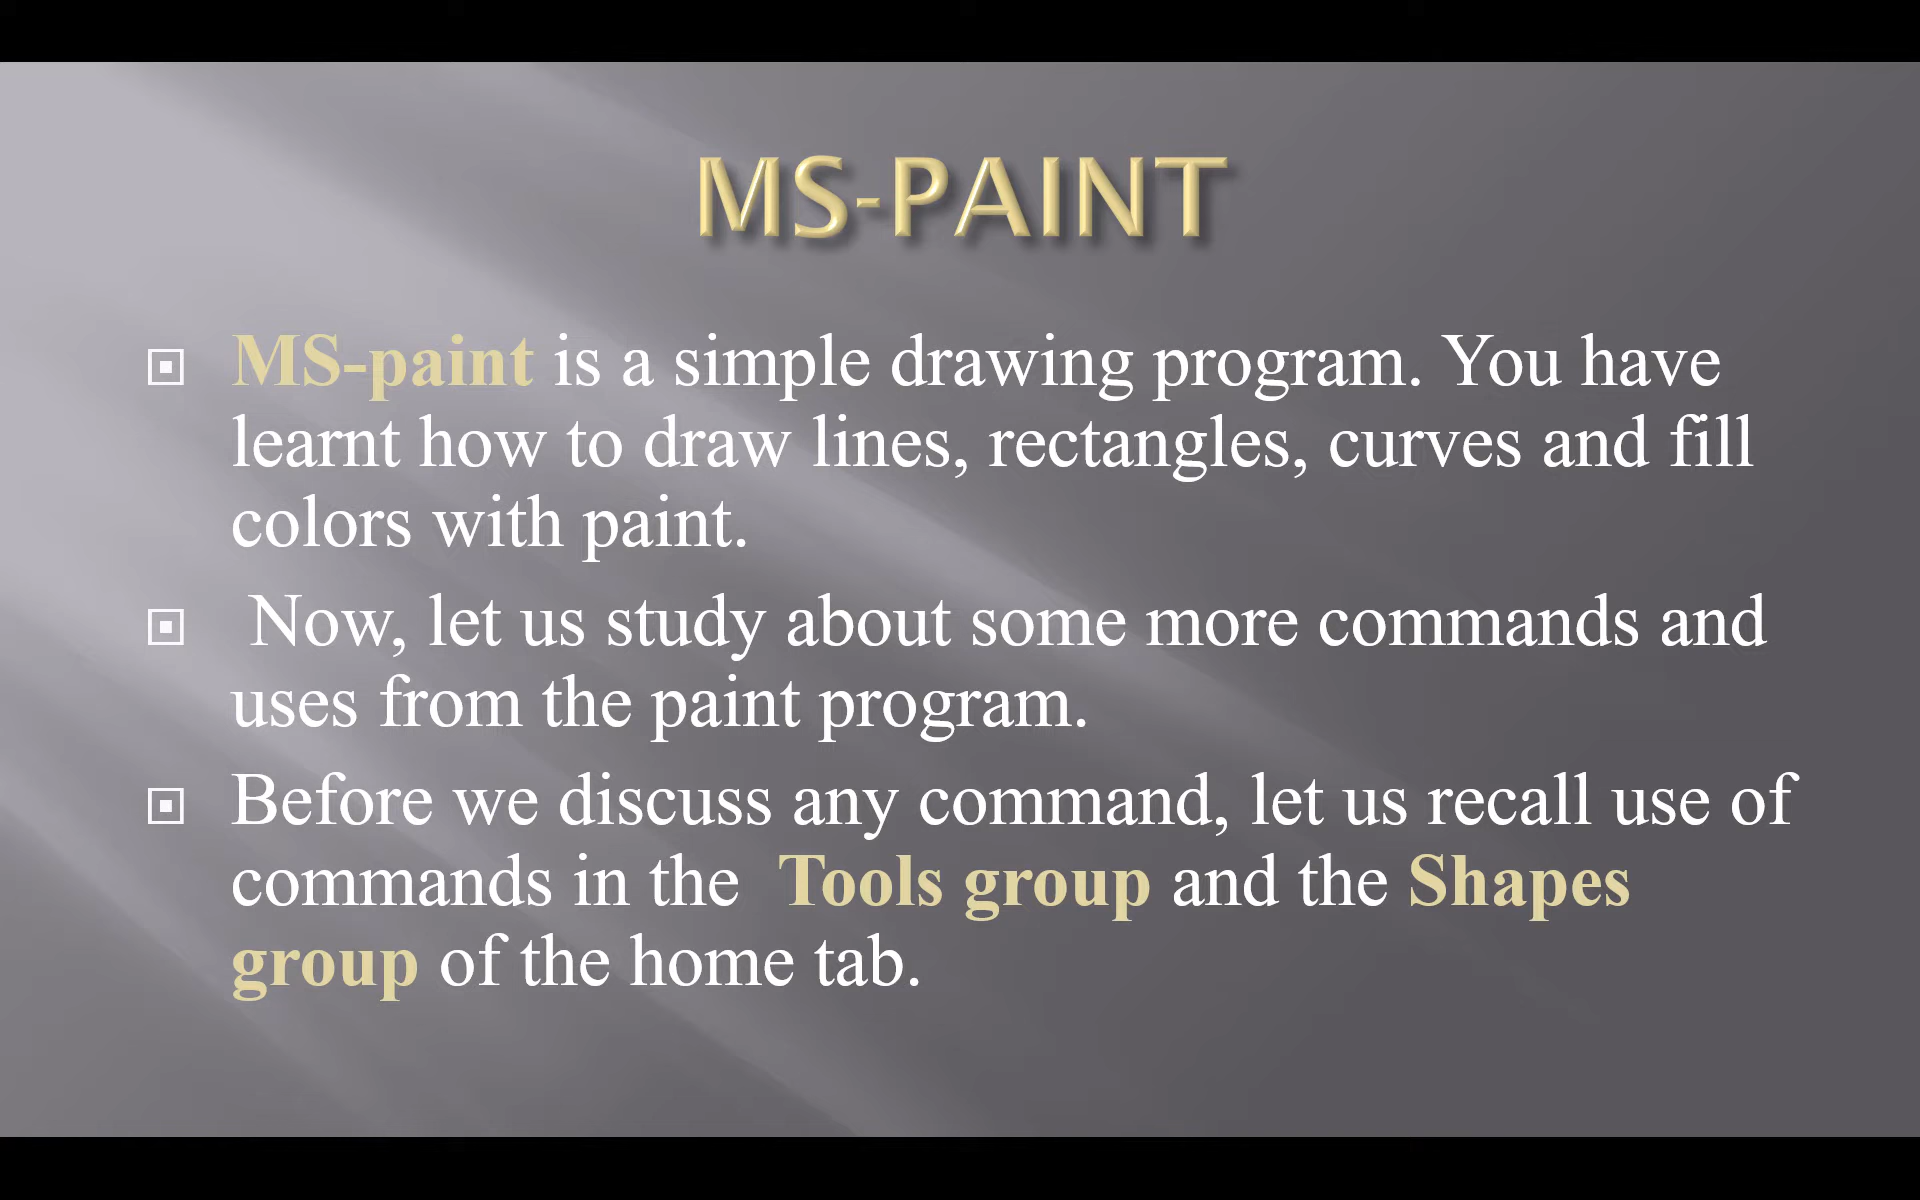 MS-PAINT
MS-paint is a simple drawing program. You have
learnt how to draw lines, rectangles, curves and fill
colors with paint.
Now, let us study about some more commands and
uses from the paint program.
Before we discuss any command, let us recall use of
commands in the Tools group and the Shapes
group of the home tab.